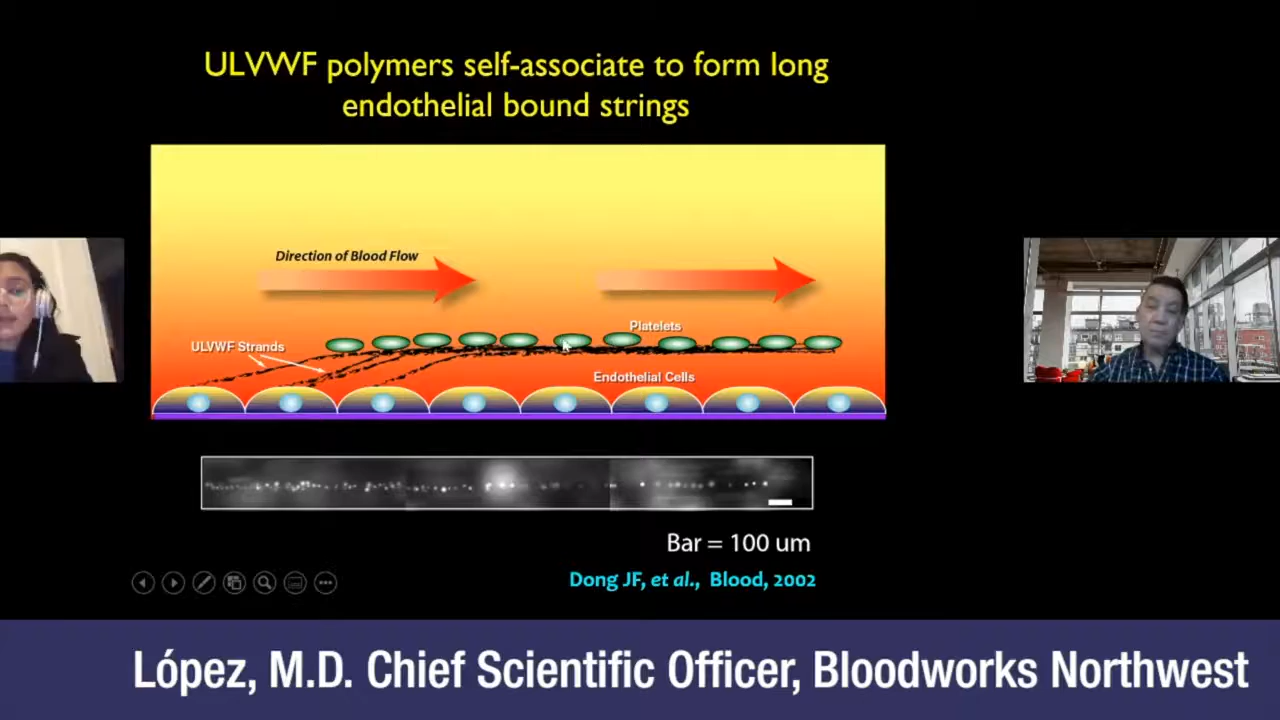 ULVWF polymers self-associate to form long
endothelial bound strings
Direction of Blood Flow
Platelets
ULVWF Strands
Endothelial Cells
Bar = 100 um
Dong JF, et al., Blood, 2002
López, M.D. Chief Scientific Officer, Bloodworks Northwest